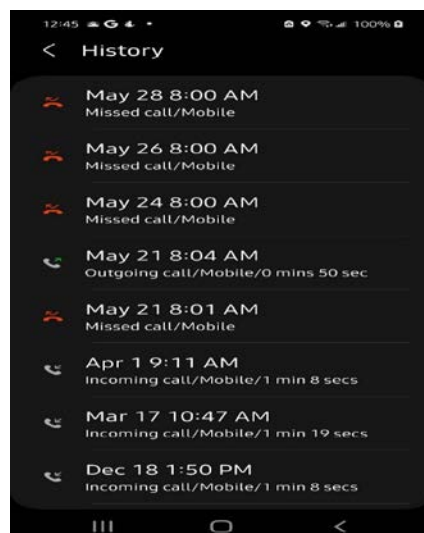 12:45 G 100%
History
May 28 8:00 AM
Missed call/Mobile
May 26 8:00 AM
Missed call/Mobile
May 24 8:00 AM
Missed call/Mobile
May 21 8:04 AM
Outgoing call/Mobile/0 mins 50 sec
May 21 8:01 AM
Missed call/Mobile
Apr 1 9:11 AM
Incoming call/Mobile/1 min 8 secs
Mar 17 10:47 AM
Incoming call/Mobile/1 min 19 secs
Dec 18 1:50 PM
Incoming call/Mobile/1 min 8 secs